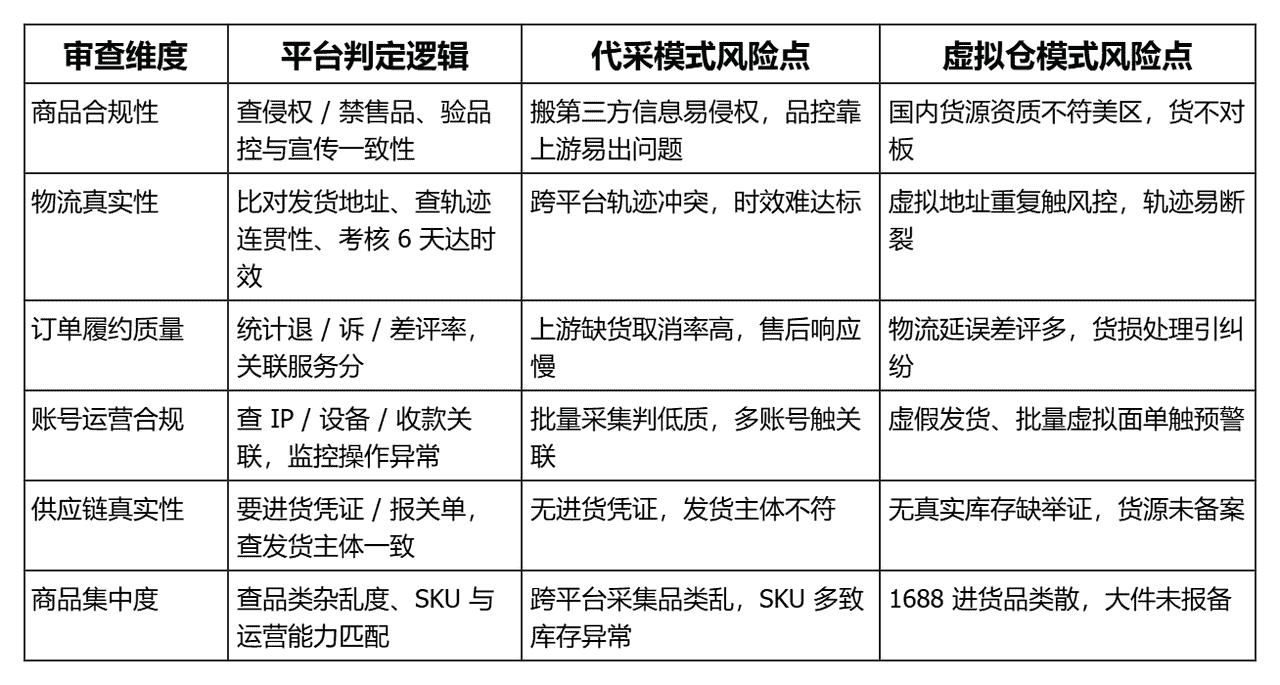 审查维度
平台判定逻辑
代采模式风险点
虚拟仓模式风险点
商品合规性
查侵权 / 禁售品、验品
控与宣传一致性
搬第三方信息易侵权，品控靠
上游易出问题
国内货源资质不符美区，货不对
板
物流真实性
比对发货地址、查轨迹
连贯性、考核 6 天达时
效
跨平台轨迹冲突，时效难达标
虚拟地址重复触风控，轨迹易断
裂
订单履约质量
统计退 / 诉 / 差评率，
关联服务分
上游缺货取消率高，售后响应
慢
物流延误差评多，货损处理引纠
纷
账号运营合规
查 IP / 设备 / 收款关
联，监控操作异常
批量采集判低质，多账号触关
联
虚假发货、批量虚拟面单触预警
供应链真实性
要进货凭证 / 报关单，
查发货主体一致
无进货凭证，发货主体不符
无真实库存缺举证，货源未备案
商品集中度
查品类杂乱度、SKU 与
运营能力匹配
跨平台采集品类乱，SKU 多致
库存异常
1688 进货品类散，大件未报备